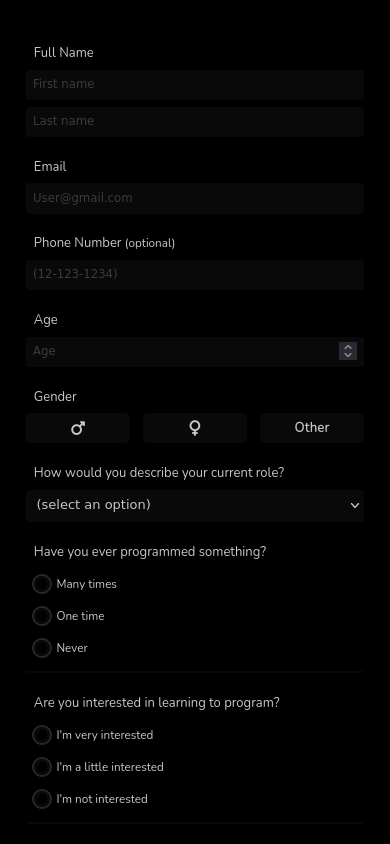 Full Name
First name
Last name
Email
User@gmail.com
Phone Number (optional)
(12-123-1234)
Age
Age
Gender
♂ ♀ Other
How would you describe your current role?
(select an option)
Have you ever programmed something?
Many times
One time
Never
Are you interested in learning to program?
I'm very interested
I'm a little interested
I'm not interested